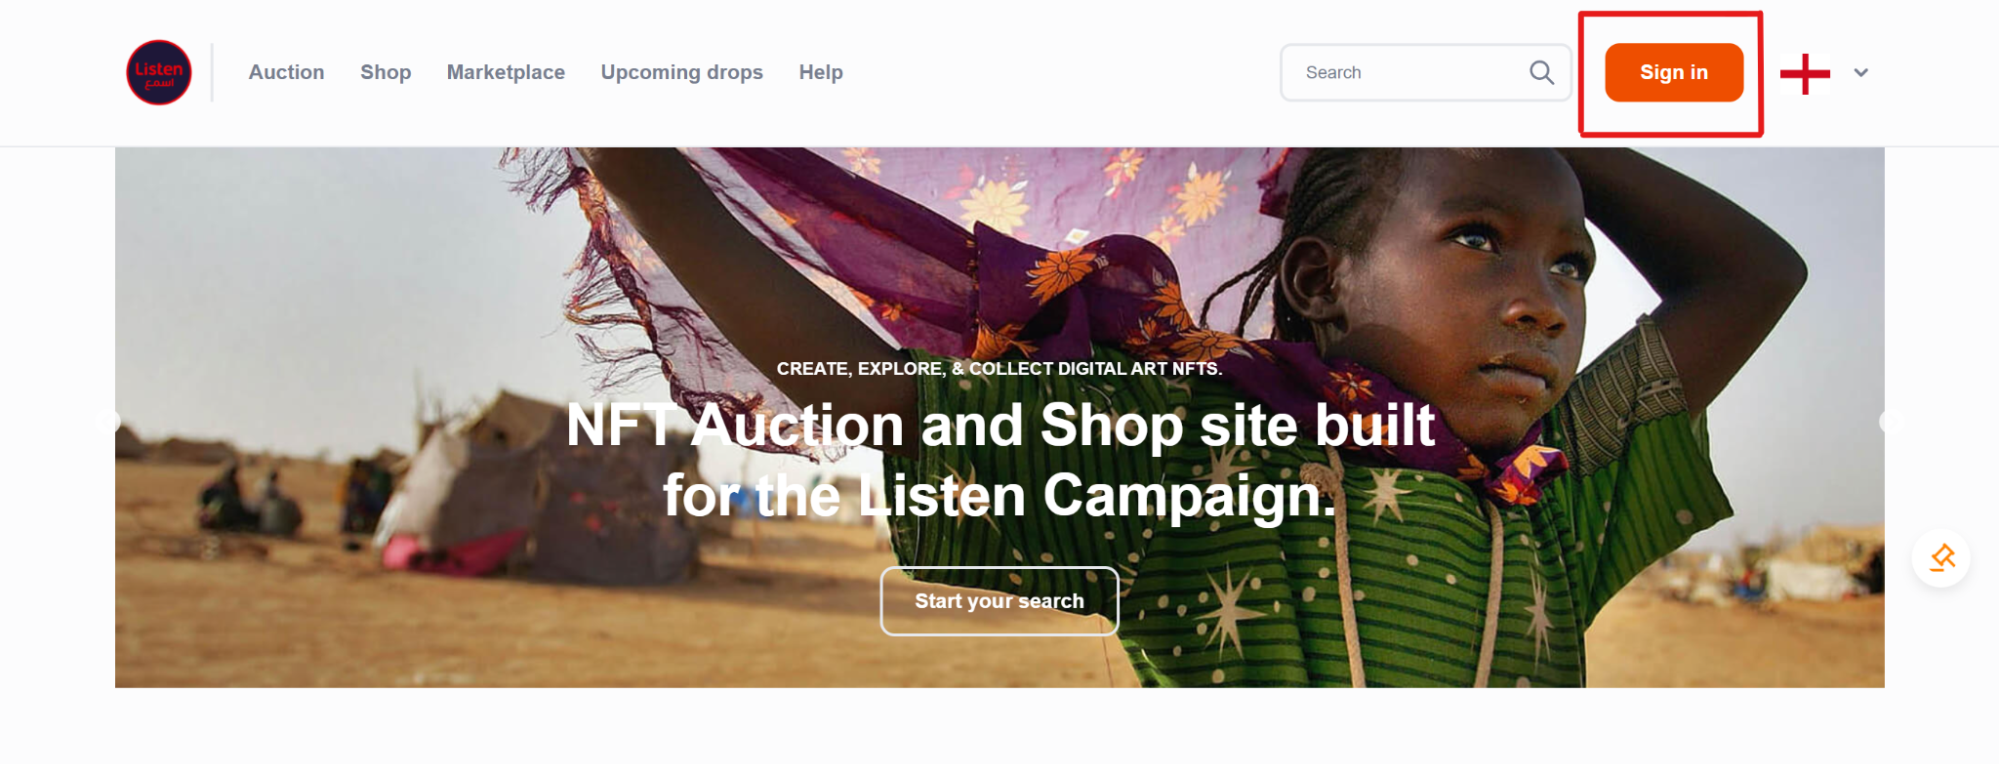 Listen
اسمع
Auction
Shop
Marketplace
Upcoming drops
Help
Search
Sign in
CREATE, EXPLORE, & COLLECT DIGITAL ART NFTS.
NFT Auction and Shop site built
for the Listen Campaign.
Start your search